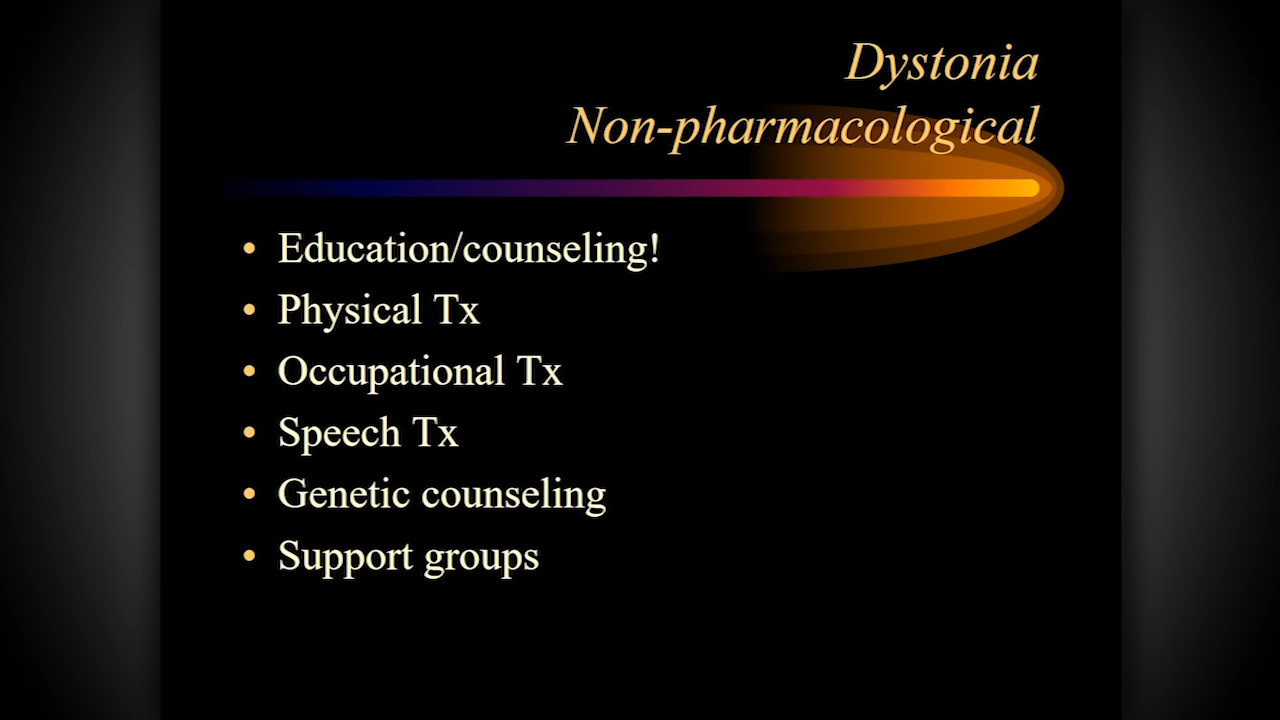 Dystonia
Non-pharmacological
• Education/counseling!
• Physical Tx
• Occupational Tx
• Speech Tx
• Genetic counseling
• Support groups